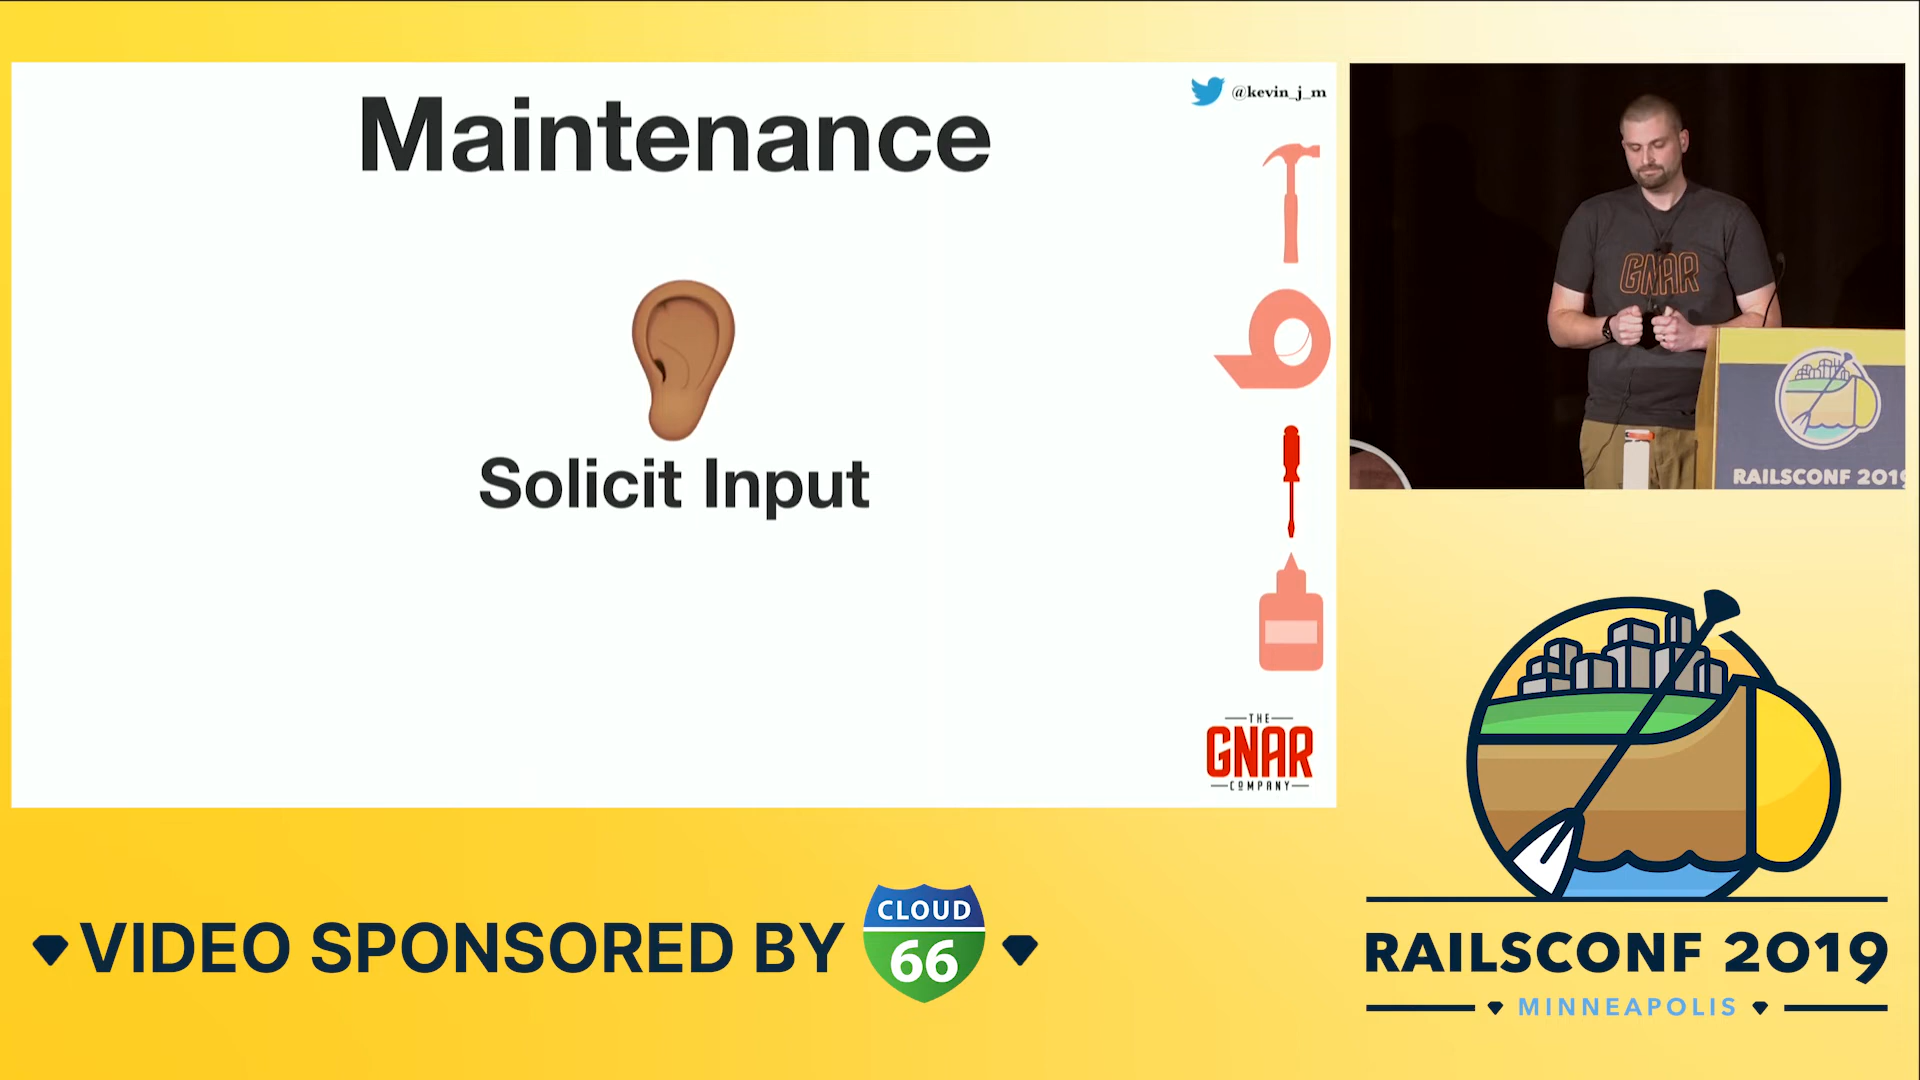 Maintenance
@kevin_j_m
Solicit Input
THE
GNAR
COMPANY
GNAR
RAILSCONF 2019
VIDEO SPONSORED BY
CLOUD
66
RAILSCONF 2019
MINNEAPOLIS